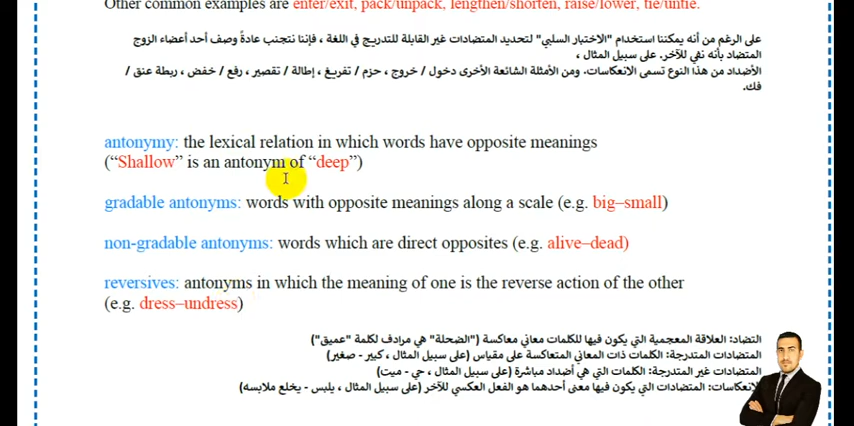 Other common examples are enter/exit, pack/unpack, lengthen/shorten, raise/lower, tie/untie.
على الرغم من أنه يمكننا استخدام "الاختبار السلبي" لتحديد المتضادات غير القابلة للتدريج في اللغة ، فإننا نتجنب عادةً وصف أحد أعضاء الزوج
المتضاد بأنه نفي للآخر. على سبيل المثال ،
الأضداد من هذا النوع تسمى الانعكاسات. ومن الأمثلة الشائعة الأخرى دخول / خروج ، حزم / تفريغ ، إطالة / تقصير ، رفع / خفض ، ربطة عنق /
فك.
antonymy: the lexical relation in which words have opposite meanings
(“Shallow” is an antonym of “deep”)
gradable antonyms: words with opposite meanings along a scale (e.g. big–small)
non-gradable antonyms: words which are direct opposites (e.g. alive–dead)
reversives: antonyms in which the meaning of one is the reverse action of the other
(e.g. dress–undress)
التضاد: العلاقة المعجمية التي يكون فيها للكلمات معاني معاكسة ("الضحلة" هي مرادف لكلمة "عميق")
المتضادات المتدرجة: الكلمات ذات المعاني المتعاكسة على مقياس (على سبيل المثال ، كبير - صغير)
المتضادات غير المتدرجة: الكلمات التي هي أضداد مباشرة (على سبيل المثال ، حي - ميت)
الانعكاسات: المتضادات التي يكون فيها معنى أحدهما هو الفعل العكسي للآخر (على سبيل المثال ، يلبس - يخلع ملابسه)